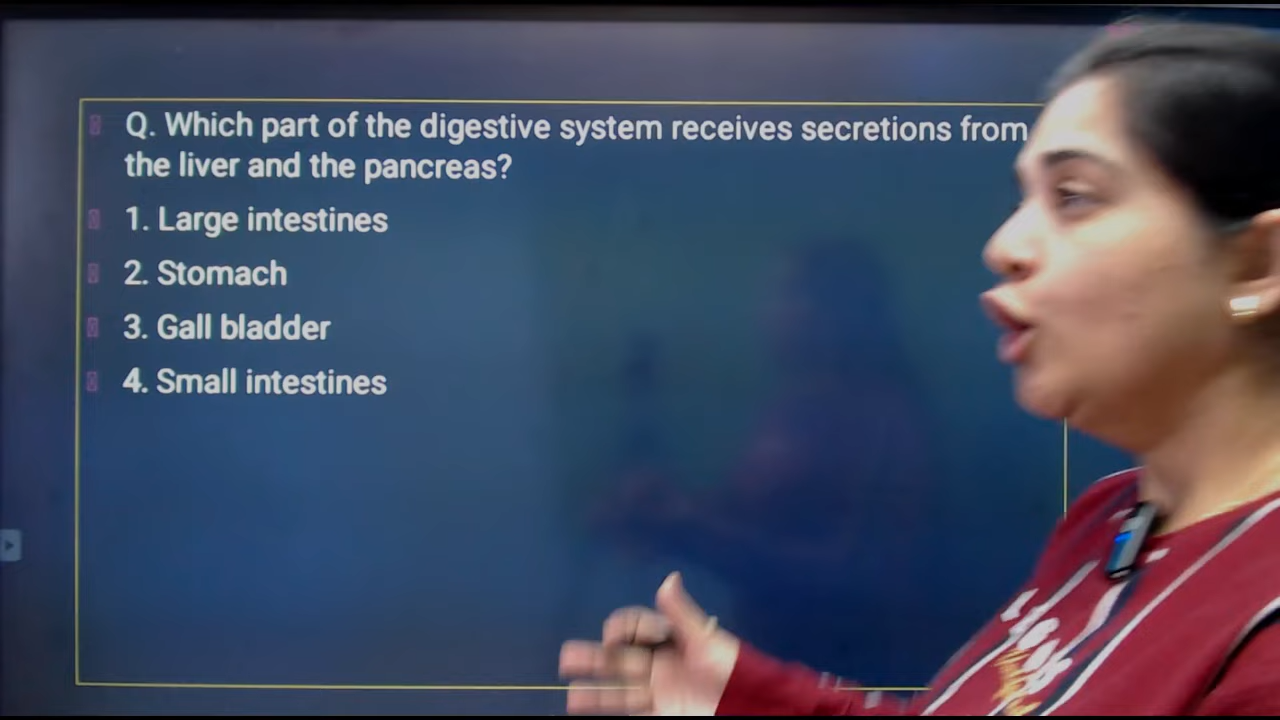 Q. Which part of the digestive system receives secretions from
the liver and the pancreas?
1. Large intestines
2. Stomach
3. Gall bladder
4. Small intestines